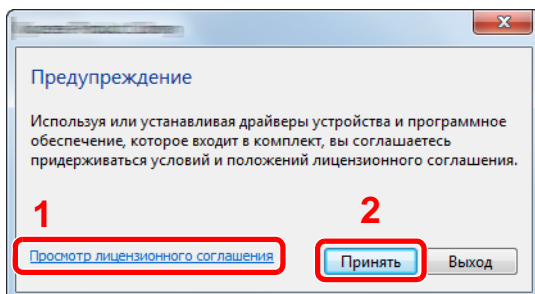 Предупреждение
Используя или устанавливая драйверы устройства и программное
обеспечение, которое входит в комплект, вы соглашаетесь
придерживаться условий и положений лицензионного соглашения.
1
2
Просмотр лицензионного соглашения
Принять
Выход